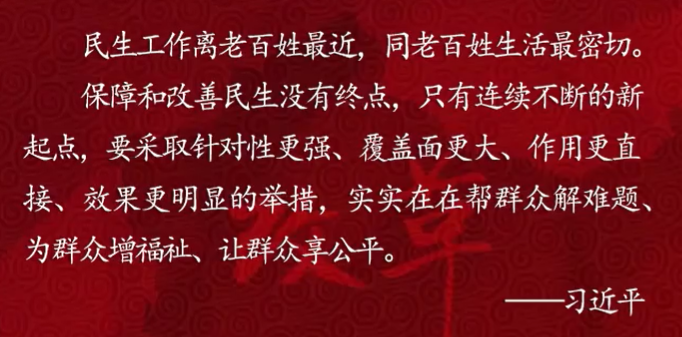 民生工作离老百姓最近，同老百姓生活最密切。
保障和改善民生没有终点，只有连续不断的新
起点，要采取针对性更强、覆盖面更大、作用更直
接、效果更明显的举措，实实在在帮群众解难题、
为群众增福祉、让群众享公平。
——习近平
改革